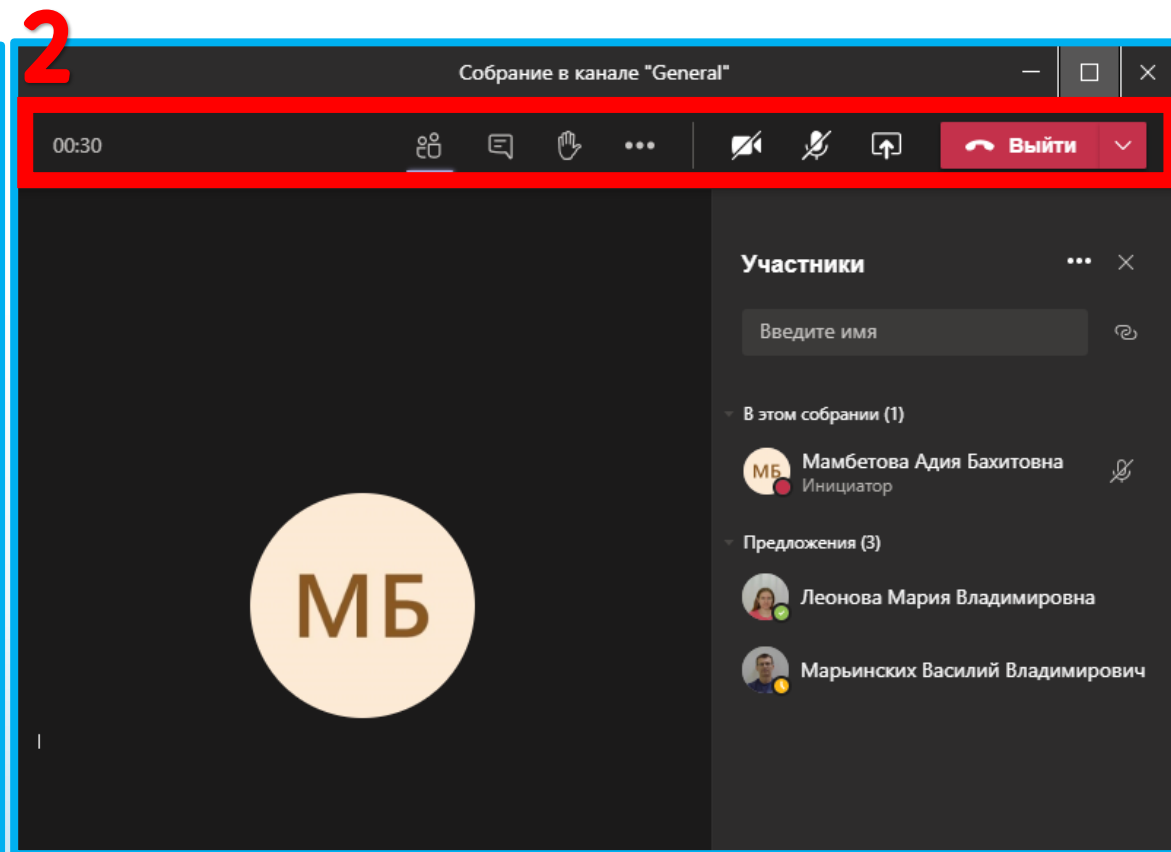 2
Собрание в канале "General"
00:30
Выйти
Участники
Введите имя
В этом собрании (1)
МБ
Мамбетова Адия Бахитовна
Инициатор
Предложения (3)
Леонова Мария Владимировна
МБ
Марьинских Василий Владимирович